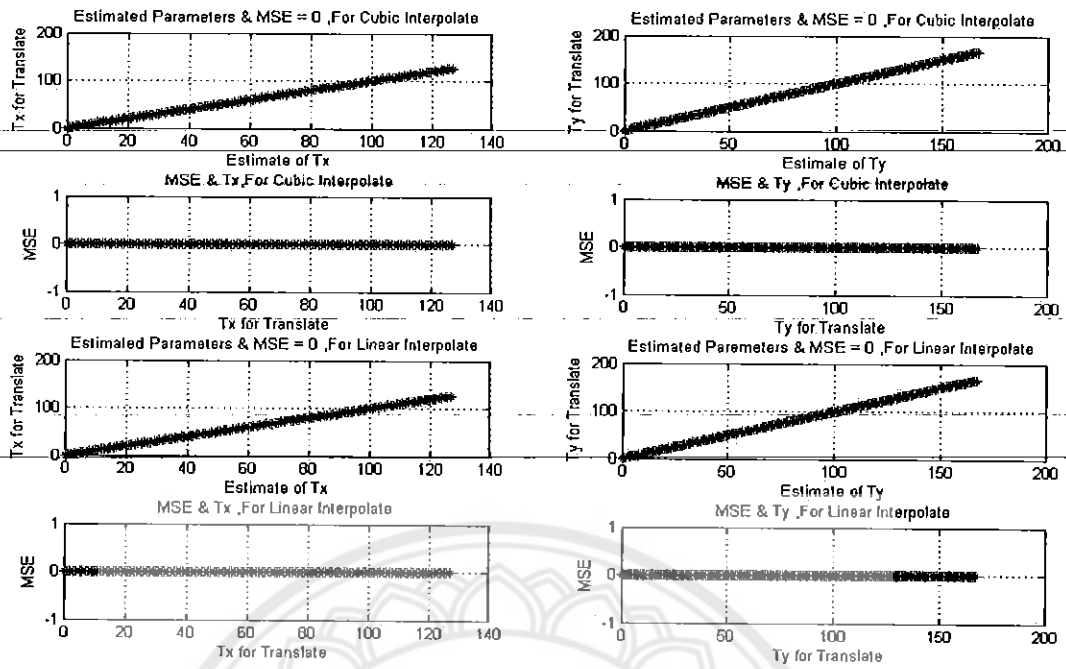 Estimated Parameters & MSE = 0 ,For Cubic Interpolate
Tx for Translate
200
100
0
0 20 40 60 80 100 120 140
Estimate of Tx
Estimated Parameters & MSE = 0 ,For Cubic Interpolate
Ty for Translate
200
100
0
0 50 100 150 200
Estimate of Ty
MSE & Tx,For Cubic Interpolate
MSE
1
0
-1
0 20 40 60 80 100 120 140
Tx for Translate
MSE & Ty ,For Cubic Interpolate
MSE
1
0
-1
0 50 100 150 200
Ty for Translate
Estimated Parameters & MSE = 0 ,For Linear Interpolate
Tx for Translate
200
100
0
0 20 40 60 80 100 120 140
Estimate of Tx
Estimated Paremeters & MSE = 0 ,For Linear Interpolate
Ty for Translate
200
100
0
0 50 100 150 200
Estimate of Ty
MSE & Tx ,For Linear Interpolate
MSE
1
0
-1
0 20 40 60 80 100 120 140
Tx for Translate
MSE & Ty ,For Linear Interpolate
MSE
1
0
-1
0 50 100 150 200
Ty for Translate